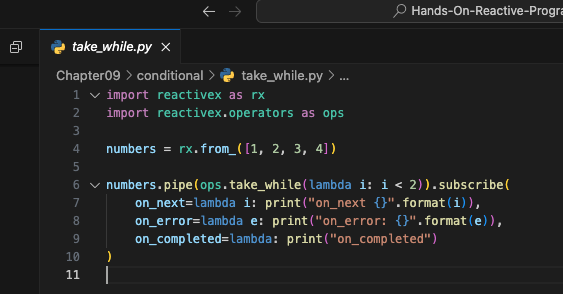 Hands-On-Reactive-Progra
take_while.py
Chapter09 > conditional > take_while.py > ...
1 import reactivex as rx
2 import reactivex.operators as ops
3
4 numbers = rx.from_([1, 2, 3, 4])
5
6 numbers.pipe(ops.take_while(lambda i: i < 2)).subscribe(
7     on_next=lambda i: print("on_next {}".format(i)),
8     on_error=lambda e: print("on_error: {}".format(e)),
9     on_completed=lambda: print("on_completed")
10 )
11